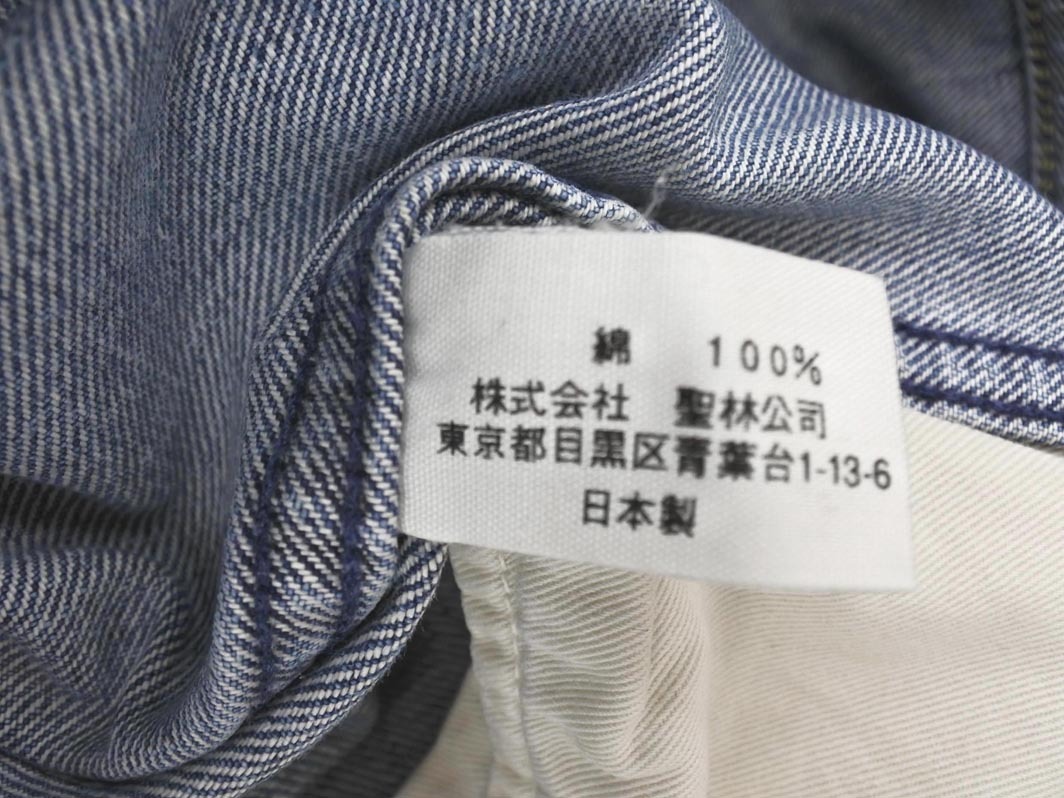 綿　100%
株式会社　聖林公司
東京都目黒区青葉台1-13-6
日本製